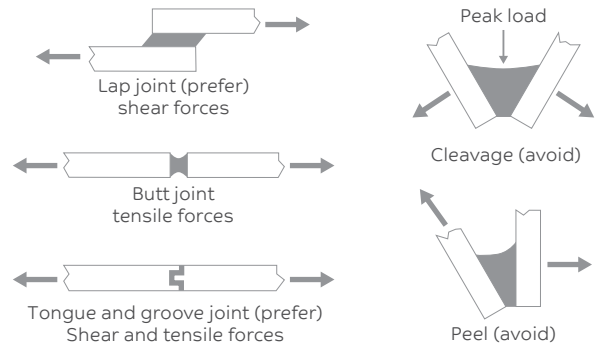 Lap joint (prefer)
shear forces
Butt joint
tensile forces
Tongue and groove joint (prefer)
Shear and tensile forces
Peak load
Cleavage (avoid)
Peel (avoid)